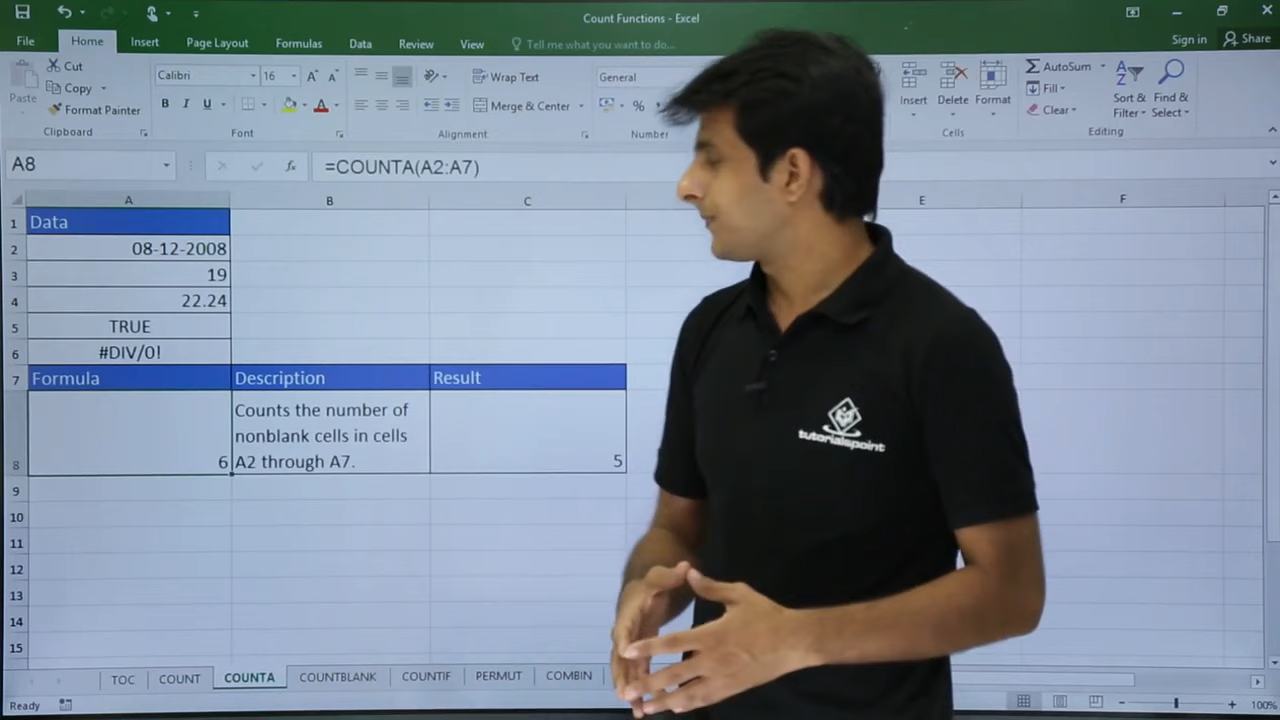 Count Functions - Excel
File Home Insert Page Layout Formulas Data Review View Tell me what you want to do... Sign in Share
Paste Cut Copy Format Painter Clipboard
Calibri 16 B I U A Font
Wrap Text Merge & Center Alignment
General % Number
Insert Delete Format Cells
AutoSum Fill Clear Sort & Filter Find & Select Editing
A8 fx =COUNTA(A2:A7)
A B C E F
1 Data
2 08-12-2008
3 19
4 22.24
5 TRUE
6 #DIV/0!
7 Formula Description Result
Counts the number of
nonblank cells in cells
8 6 A2 through A7. 5
9
10
11
12
13
14
15
tutorialspoint
TOC COUNT COUNTA COUNTBLANK COUNTIF PERMUT COMBIN
Ready 100%